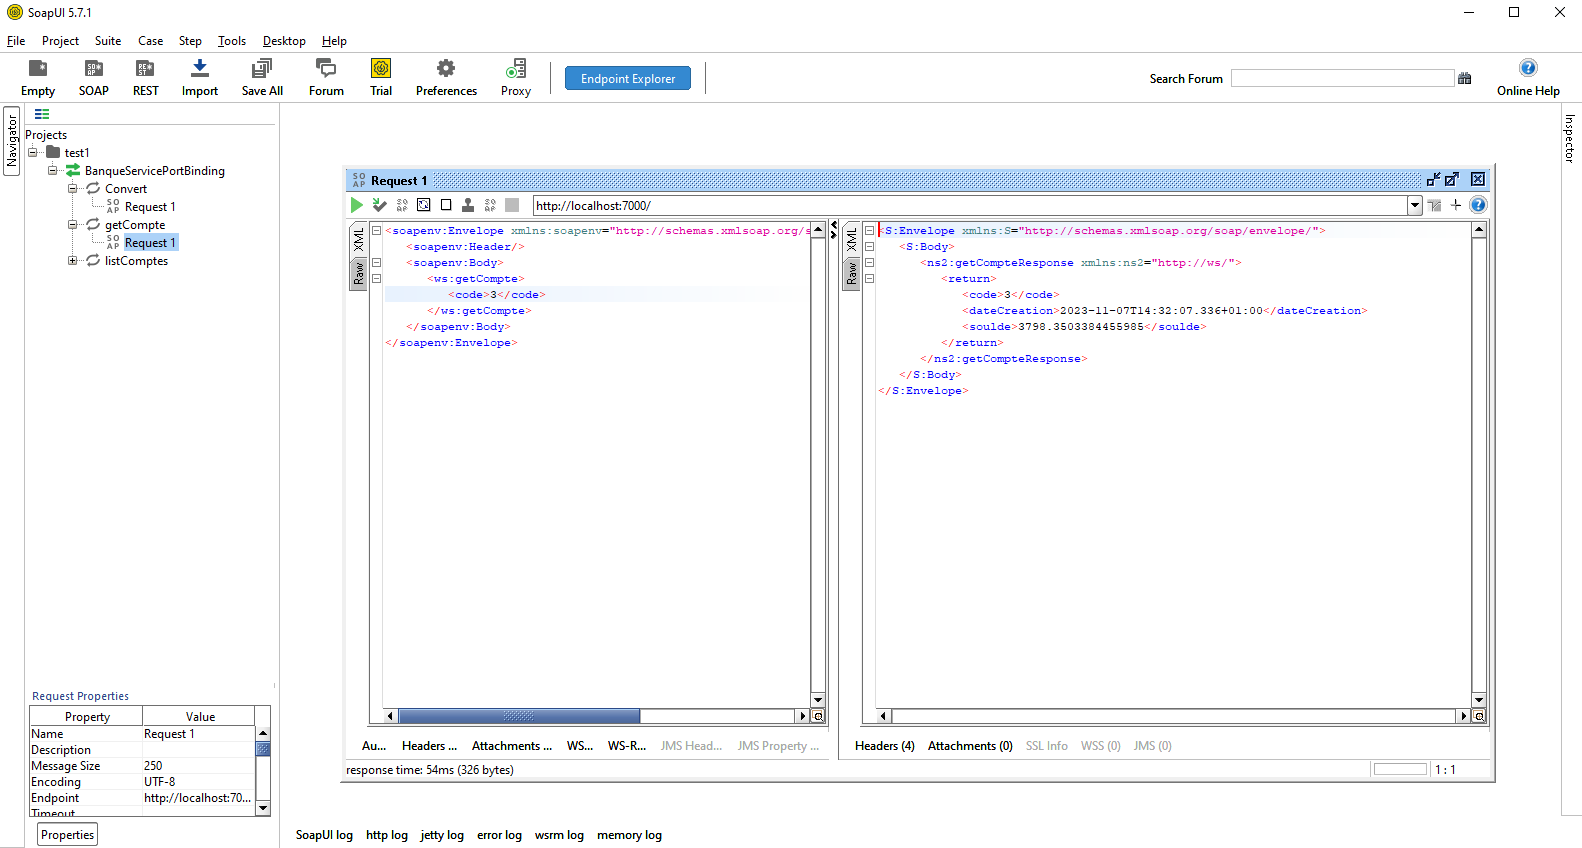 SoapUI 5.7.1
File Project Suite Case Step Tools Desktop Help
Empty SOAP REST Import Save All Forum Trial Preferences Proxy Endpoint Explorer Search Forum Online Help
Navigator
Inspector
Projects
test1
BanqueServicePortBinding
Convert
SO AP Request 1
getCompte
SO AP Request 1
listComptes
SO AP Request 1
http://localhost:7000/
XML
Raw
<soapenv:Envelope xmlns:soapenv="http://schemas.xmlsoap.org/s
<soapenv:Header/>
<soapenv:Body>
<ws:getCompte>
<code>3</code>
</ws:getCompte>
</soapenv:Body>
</soapenv:Envelope>
XML
Raw
<S:Envelope xmlns:S="http://schemas.xmlsoap.org/soap/envelope/">
<S:Body>
<ns2:getCompteResponse xmlns:ns2="http://ws/">
<return>
<code>3</code>
<dateCreation>2023-11-07T14:32:07.336+01:00</dateCreation>
<soulde>3798.3503384455985</soulde>
</return>
</ns2:getCompteResponse>
</S:Body>
</S:Envelope>
Au... Headers ... Attachments ... WS... WS-R... JMS Head... JMS Property ...
Headers (4) Attachments (0) SSL Info WSS (0) JMS (0)
response time: 54ms (326 bytes)
1 : 1
Request Properties
Property Value
Name Request 1
Description
Message Size 250
Encoding UTF-8
Endpoint http://localhost:70...
Timeout
Properties
SoapUI log http log jetty log error log wsrm log memory log